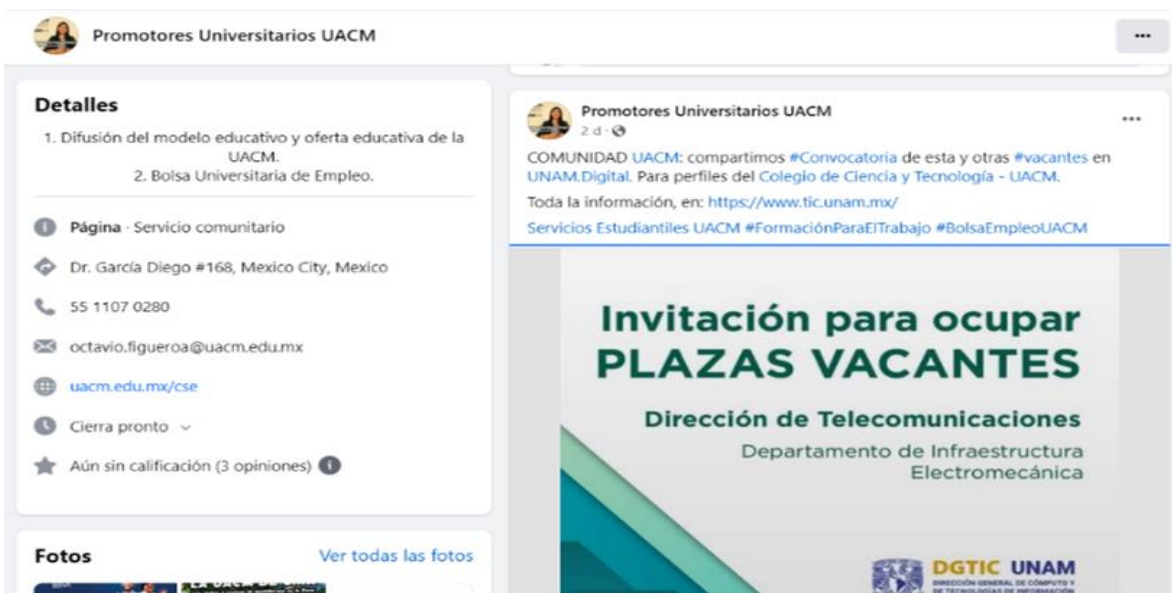 Promotores Universitarios UACM
Detalles
1. Difusión del modelo educativo y oferta educativa de la
UACM.
2. Bolsa Universitaria de Empleo.
Página · Servicio comunitario
Dr. García Diego #168, Mexico City, Mexico
55 1107 0280
octavio.figueroa@uacm.edu.mx
uacm.edu.mx/cse
Cierra pronto
Aún sin calificación (3 opiniones)
Fotos
Ver todas las fotos
Promotores Universitarios UACM
2 d ·
COMUNIDAD UACM: compartimos #Convocatoria de esta y otras #vacantes en
UNAM.Digital. Para perfiles del Colegio de Ciencia y Tecnología - UACM.
Toda la información, en: https://www.tic.unam.mx/
Servicios Estudiantiles UACM #FormaciónParaElTrabajo #BolsaEmpleoUACM
Invitación para ocupar
PLAZAS VACANTES
Dirección de Telecomunicaciones
Departamento de Infraestructura
Electromecánica
DGTIC UNAM
DIRECCIÓN GENERAL DE CÓMPUTO Y
DE TECNOLOGÍAS DE INFORMACIÓN